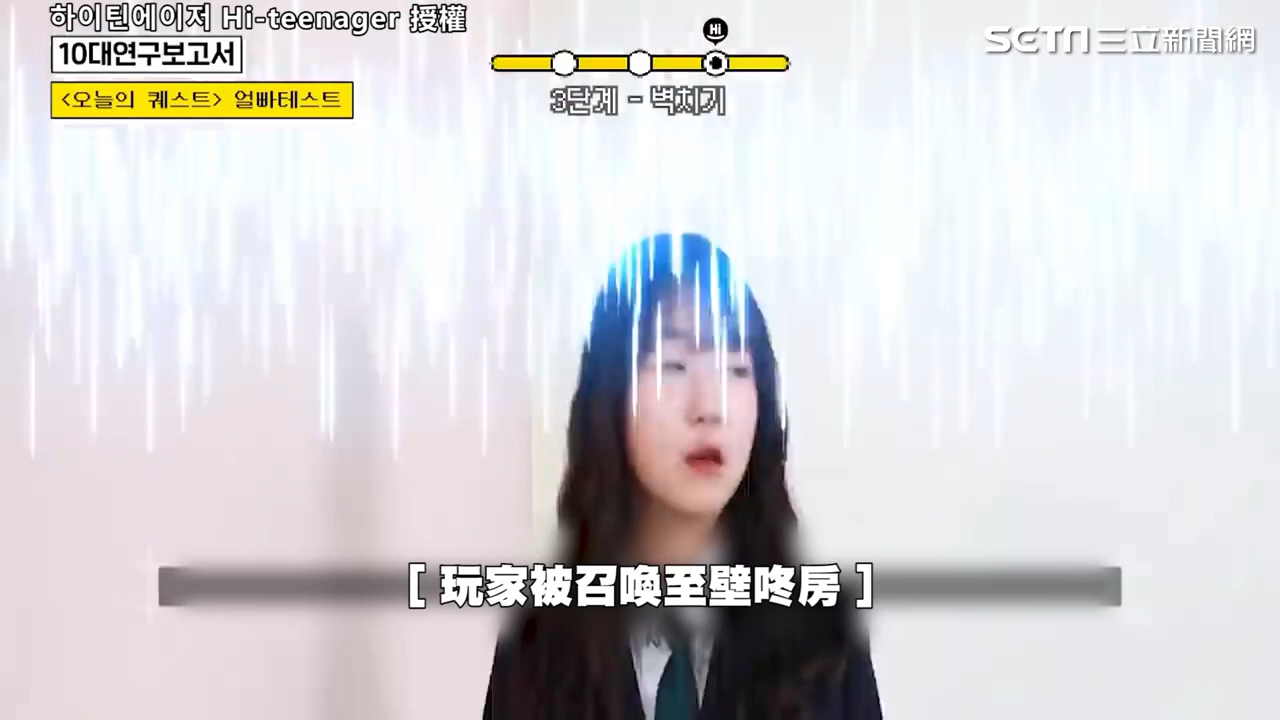 하이틴에이저 Hi-teenager 授權
SETN三立新聞網
10대연구보고서
<오늘의 퀘스트> 얼빠테스트
Hi
3단계 - 벽치기
[ 玩家被召喚至壁咚房 ]